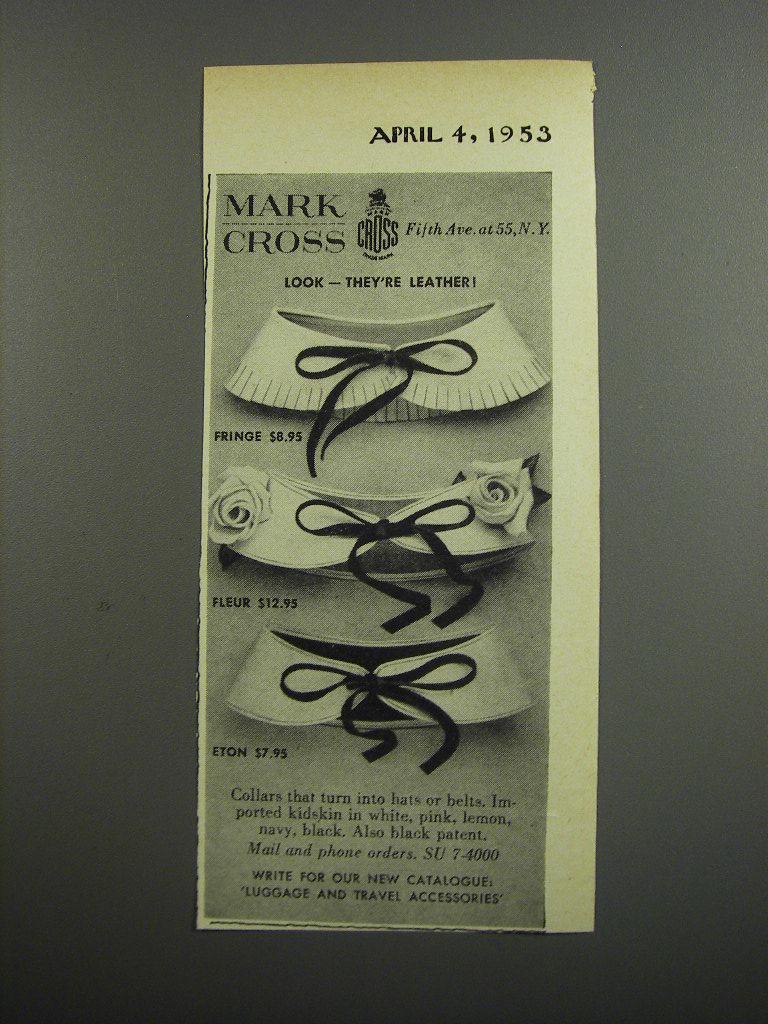 APRIL 4, 1953
MARK
CROSS
MARK
CROSS
TRADE MARK
Fifth Ave. at 55, N.Y.
LOOK — THEY'RE LEATHER!
FRINGE $8.95
FLEUR $12.95
ETON $7.95
Collars that turn into hats or belts. Im-
ported kidskin in white, pink, lemon,
navy, black. Also black patent.
Mail and phone orders. SU 7-4000
WRITE FOR OUR NEW CATALOGUE:
'LUGGAGE AND TRAVEL ACCESSORIES'